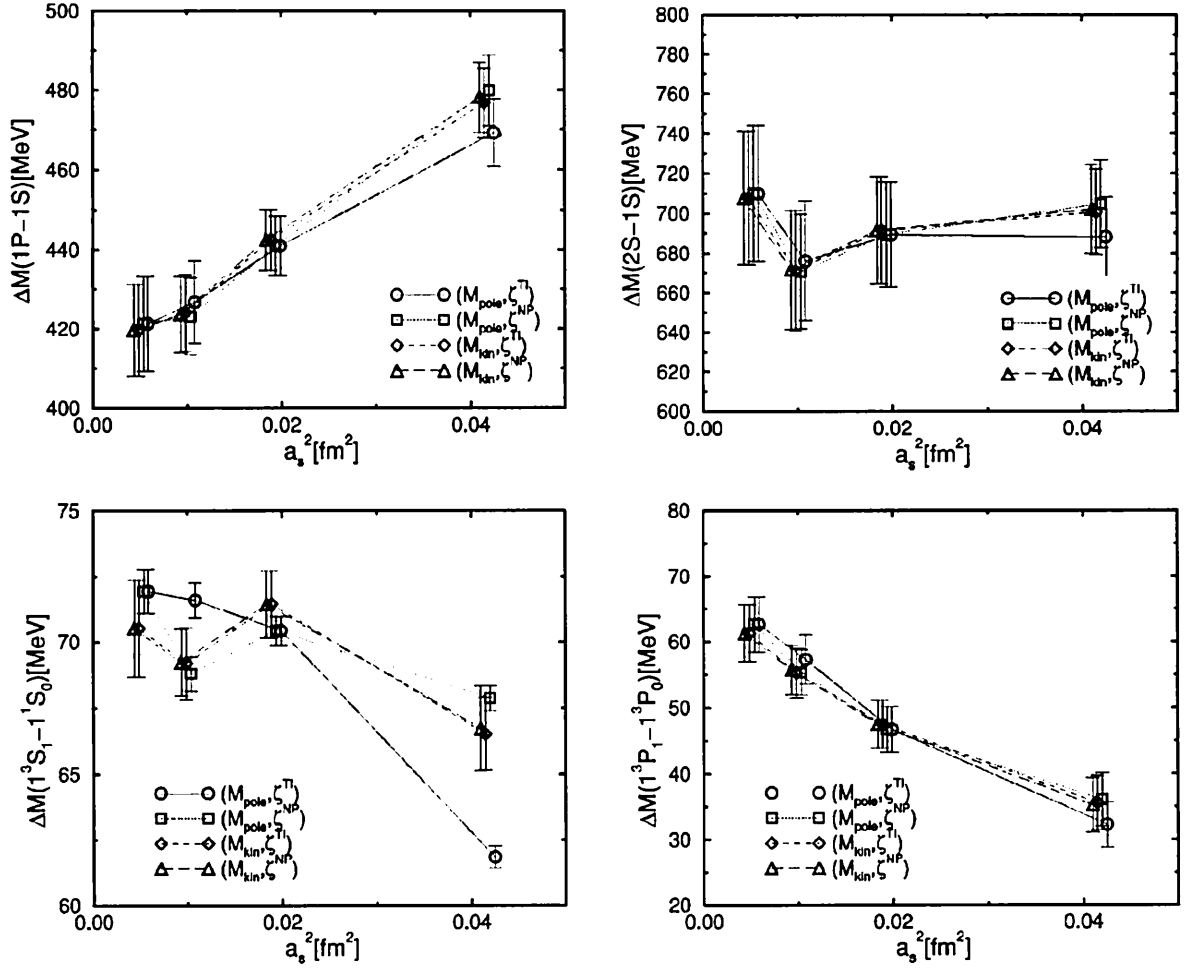 500
480
460
440
420
400
ΔM(1P−1S)[MeV]
(M_pole,ζ^TI)
(M_pole,ζ^NP)
(M_kin,ζ^TI)
(M_kin,ζ^NP)
0.00
0.02
0.04
a_s^2[fm^2]
800
780
760
740
720
700
680
660
640
620
600
ΔM(2S−1S)[MeV]
(M_pole,ζ^TI)
(M_pole,ζ^NP)
(M_kin,ζ^TI)
(M_kin,ζ^NP)
0.00
0.02
0.04
a_s^2[fm^2]
75
70
65
60
ΔM(1^3S_1−1^1S_0)[MeV]
(M_pole,ζ^TI)
(M_pole,ζ^NP)
(M_kin,ζ^TI)
(M_kin,ζ^NP)
0.00
0.02
0.04
a_s^2[fm^2]
80
70
60
50
40
30
20
ΔM(1^3P_1−1^3P_0)[MeV]
(M_pole,ζ^TI)
(M_pole,ζ^NP)
(M_kin,ζ^TI)
(M_kin,ζ^NP)
0.00
0.02
0.04
a_s^2[fm^2]